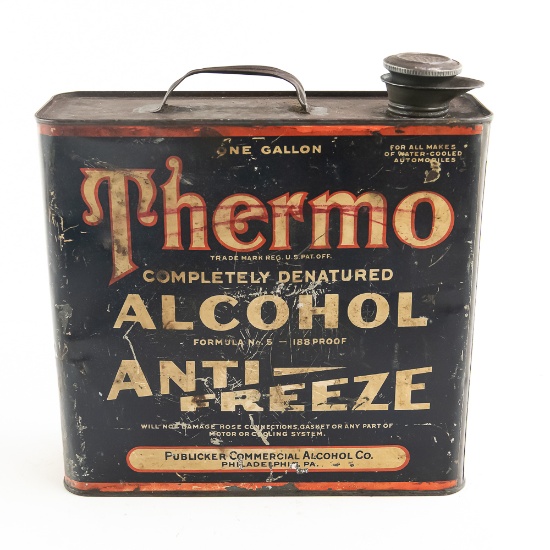 ONE GALLON
FOR ALL MAKES
OF WATER-COOLED
AUTOMOBILES
Thermo
TRADE MARK REG. U.S. PAT. OFF.
COMPLETELY DENATURED
ALCOHOL
FORMULA No. 5 — 188 PROOF
ANTI-FREEZE
WILL NOT DAMAGE HOSE CONNECTIONS, GASKET OR ANY PART OF
MOTOR OR COOLING SYSTEM.
PUBLICKER COMMERCIAL ALCOHOL CO.
PHILADELPHIA, PA.